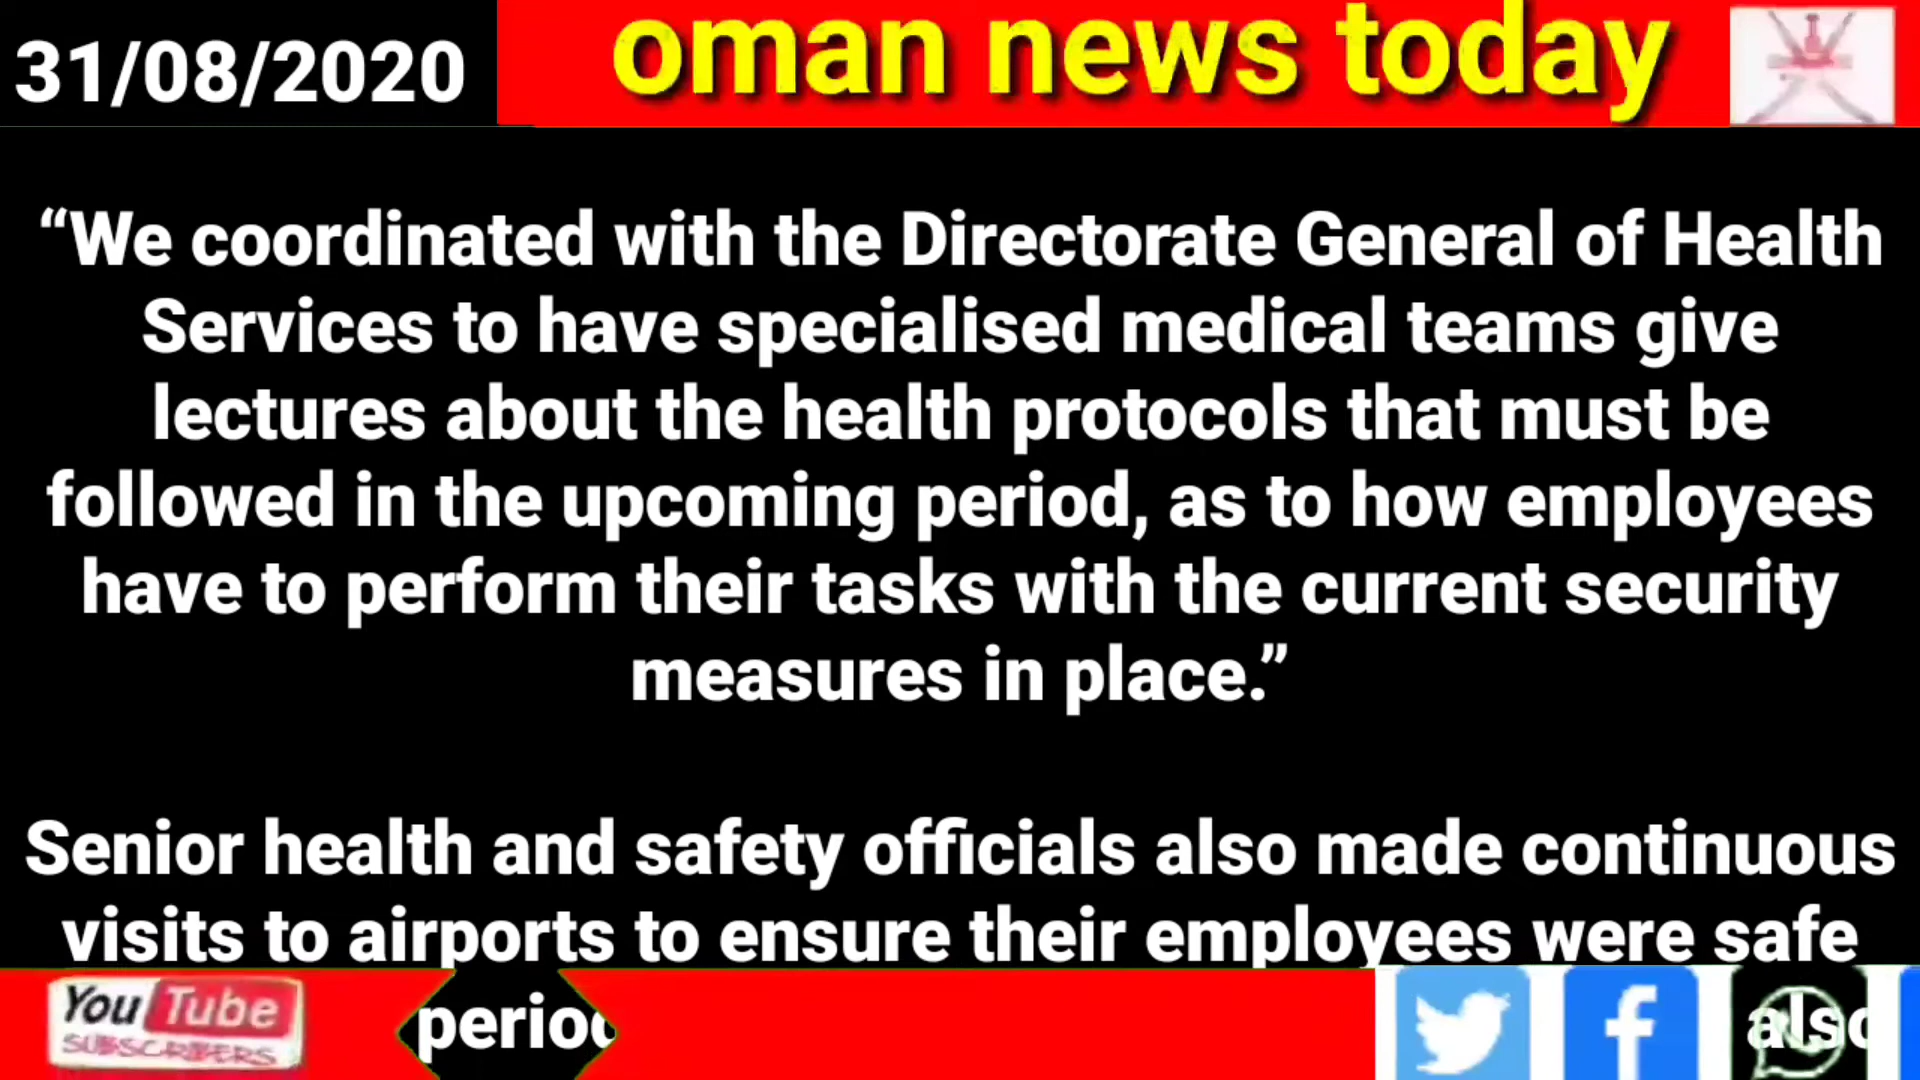 31/08/2020
oman news today
“We coordinated with the Directorate General of Health
Services to have specialised medical teams give
lectures about the health protocols that must be
followed in the upcoming period, as to how employees
have to perform their tasks with the current security
measures in place.”
Senior health and safety officials also made continuous
visits to airports to ensure their employees were safe
You Tube
SUBSCRIBERS
also